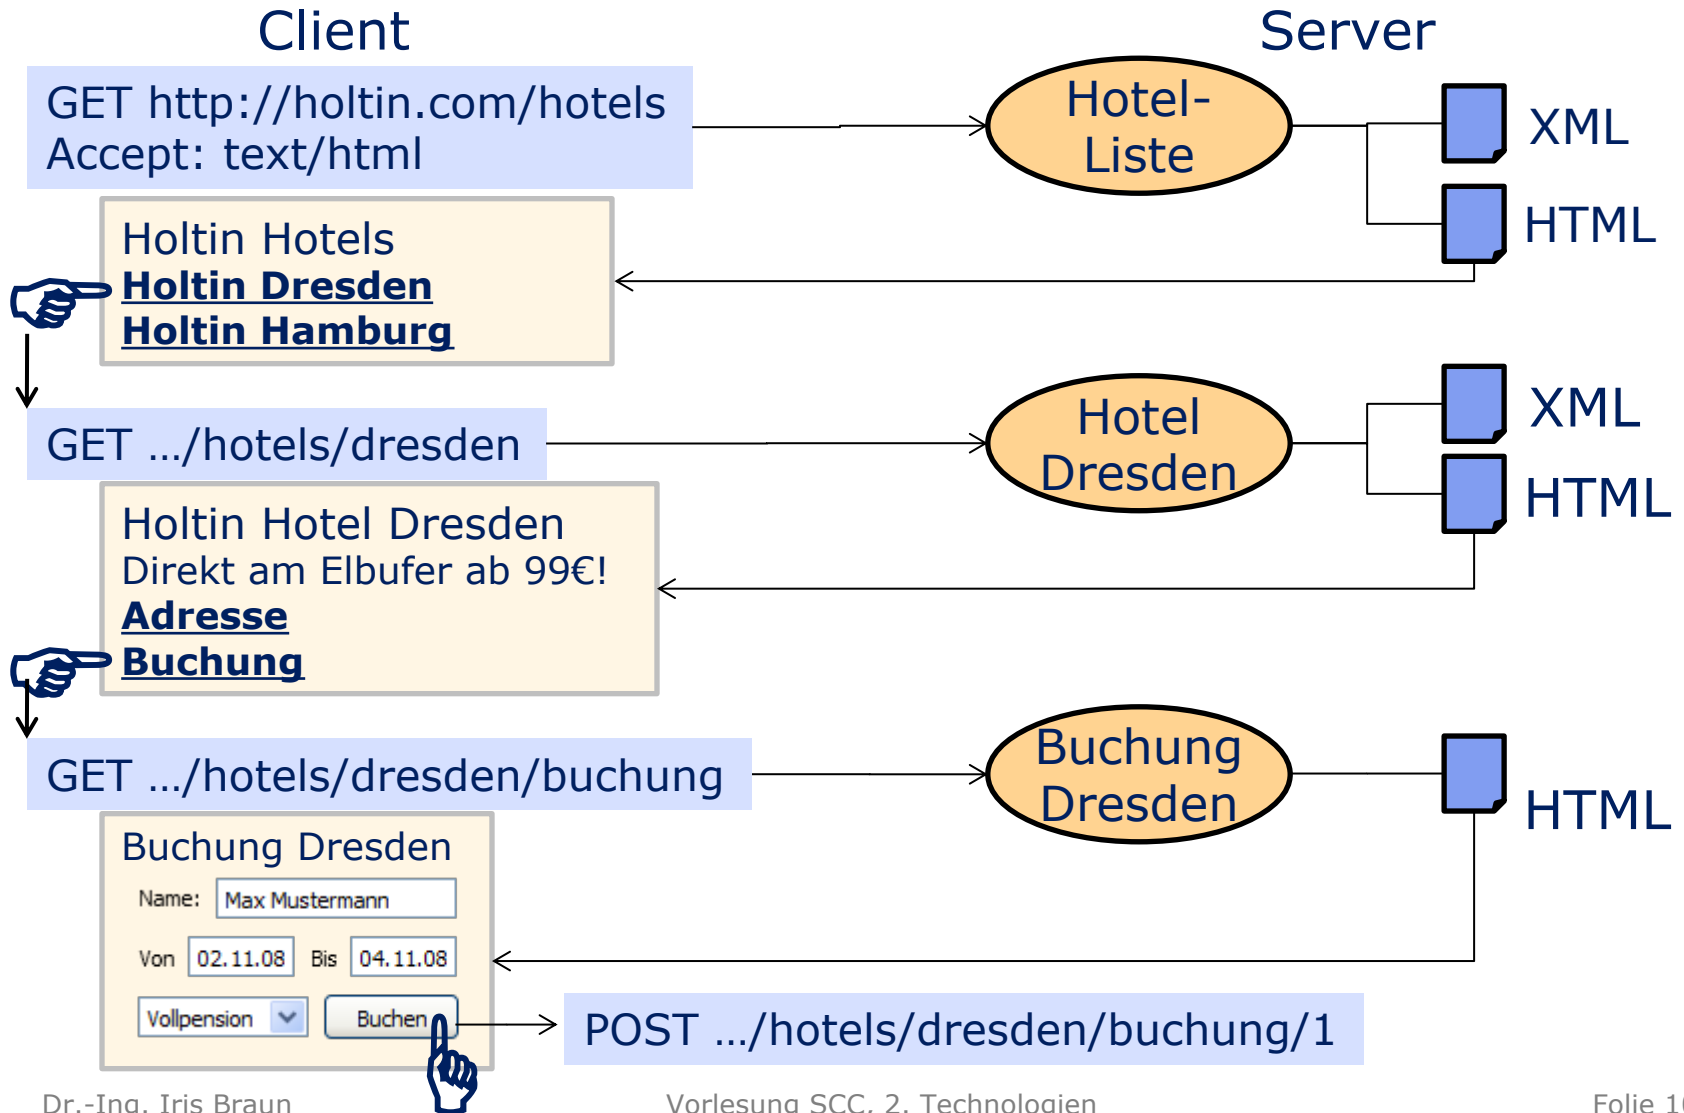 Client
Server
GET http://holtin.com/hotels
Accept: text/html
Hotel-
Liste
XML
HTML
Holtin Hotels
Holtin Dresden
Holtin Hamburg
GET …/hotels/dresden
Hotel
Dresden
XML
HTML
Holtin Hotel Dresden
Direkt am Elbufer ab 99€!
Adresse
Buchung
GET …/hotels/dresden/buchung
Buchung
Dresden
HTML
Buchung Dresden
Name: Max Mustermann
Von 02.11.08 Bis 04.11.08
Vollpension Buchen
POST …/hotels/dresden/buchung/1
Dr.-Ing. Iris Braun
Vorlesung SCC, 2. Technologien
Folie